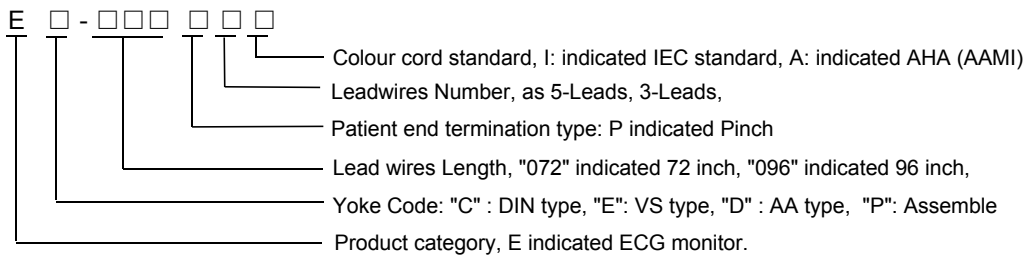 E □ - □□□ □ □ □
Colour cord standard, I: indicated IEC standard, A: indicated AHA (AAMI)
Leadwires Number, as 5-Leads, 3-Leads,
Patient end termination type: P indicated Pinch
Lead wires Length, "072" indicated 72 inch, "096" indicated 96 inch,
Yoke Code: "C" : DIN type, "E": VS type, "D" : AA type, "P": Assemble
Product category, E indicated ECG monitor.